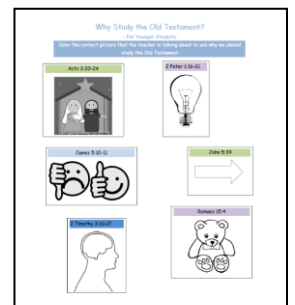 Why Study the Old Testament?
- For Younger Students
Color the correct picture that the teacher is talking about to see why we should
study the Old Testament
Acts 3:20-24
2 Peter 1:16-21
James 5:10-11
John 5:39
2 Timothy 3:10-17
Romans 15:4